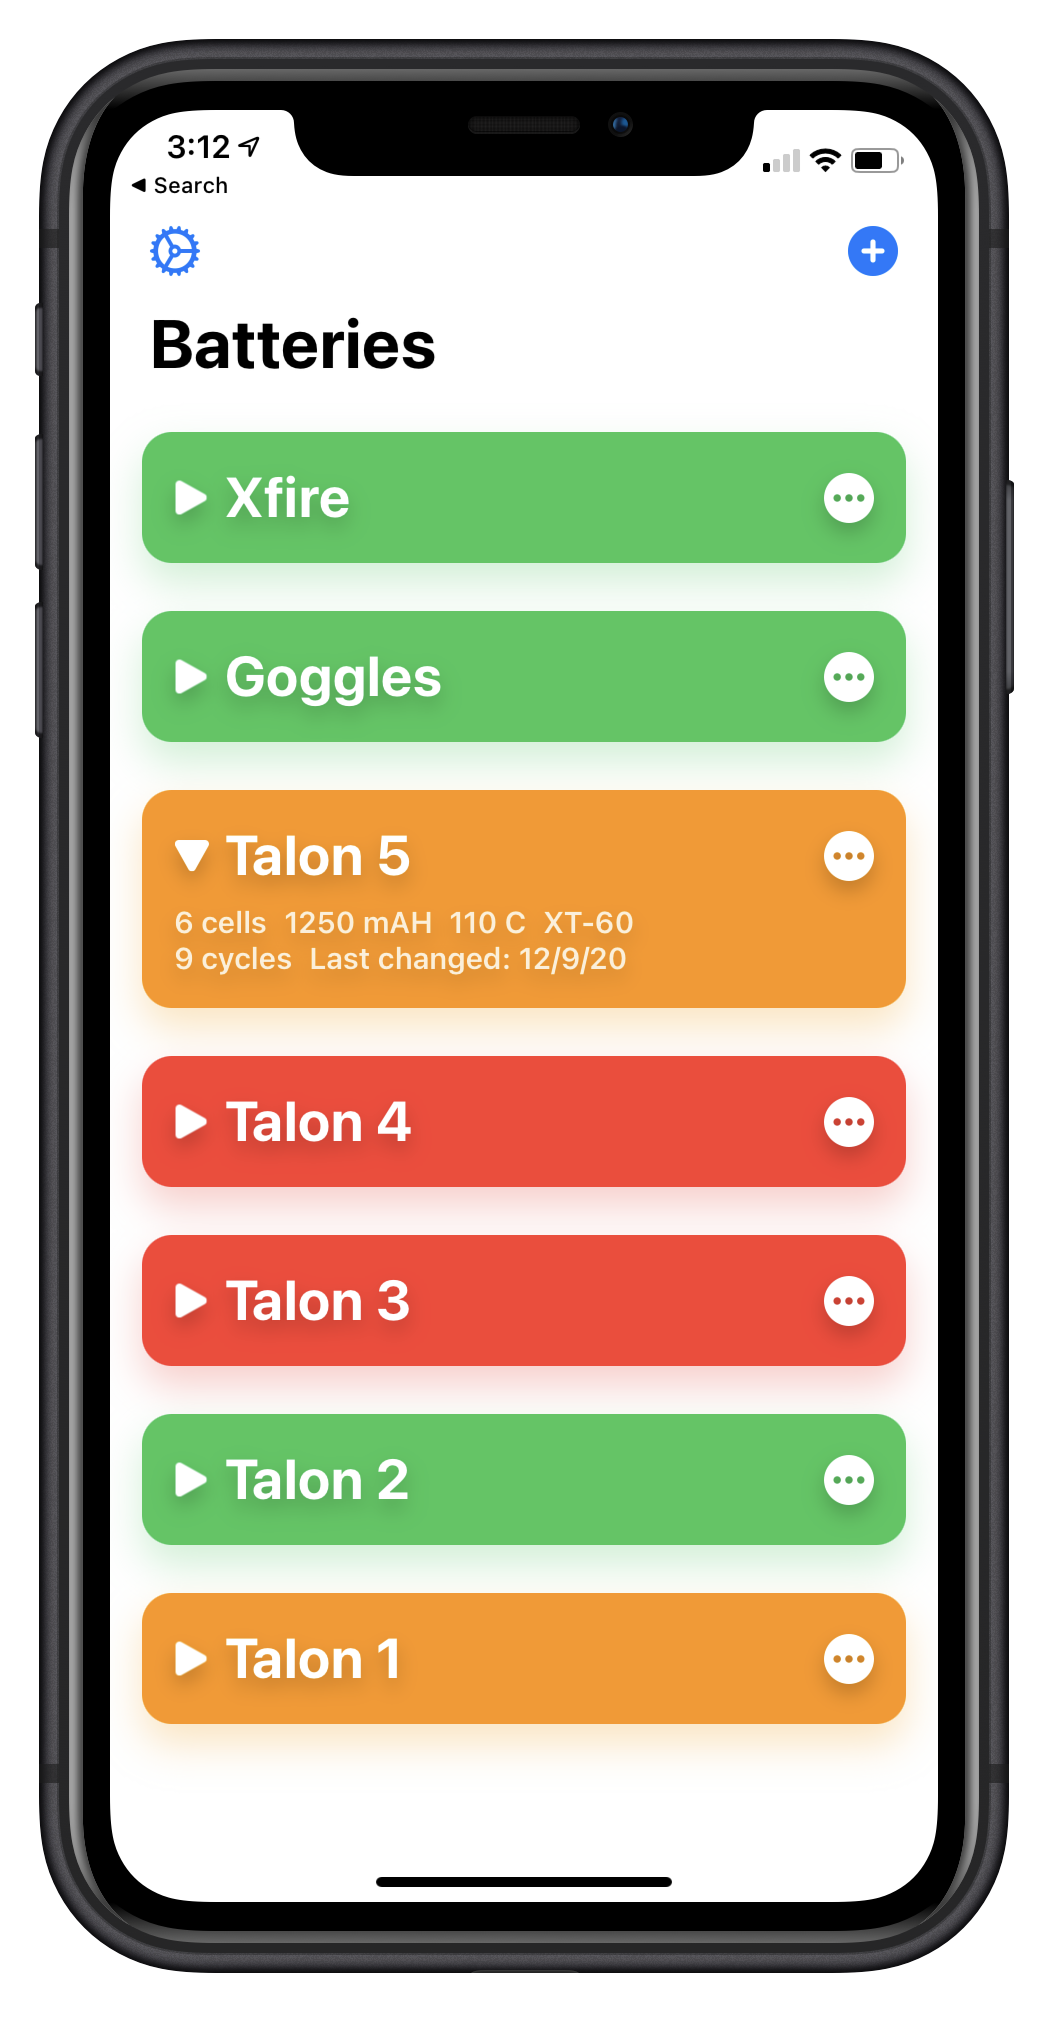 3:12
Search
Batteries
Xfire
Goggles
Talon 5
6 cells 1250 mAH 110 C XT-60
9 cycles Last changed: 12/9/20
Talon 4
Talon 3
Talon 2
Talon 1